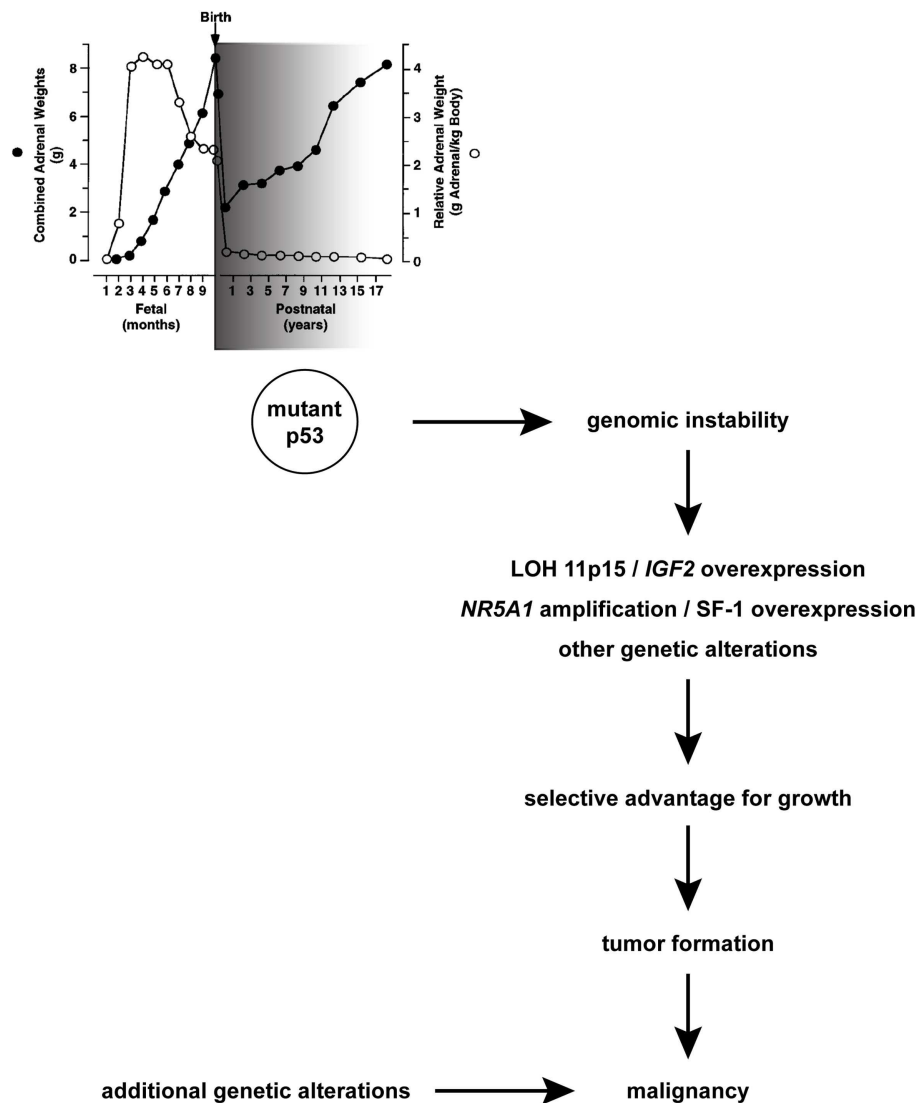 Birth
Combined Adrenal Weights
(g)
8
6
4
2
0
4
3
2
1
0
Relative Adrenal Weight
(g Adrenal/kg Body)
1 2 3 4 5 6 7 8 9
1 3 5 7 9 11 13 15 17
Fetal
(months)
Postnatal
(years)
mutant
p53
genomic instability
LOH 11p15 / IGF2 overexpression
NR5A1 amplification / SF-1 overexpression
other genetic alterations
selective advantage for growth
tumor formation
additional genetic alterations
malignancy